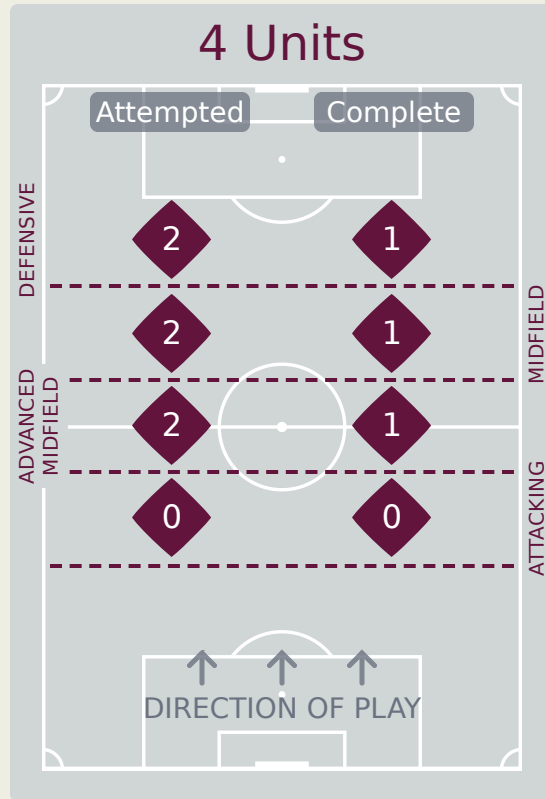 4 Units
Attempted
Complete
DEFENSIVE
2
1
MIDFIELD
2
1
ADVANCED
MIDFIELD
2
1
ATTACKING
0
0
DIRECTION OF PLAY